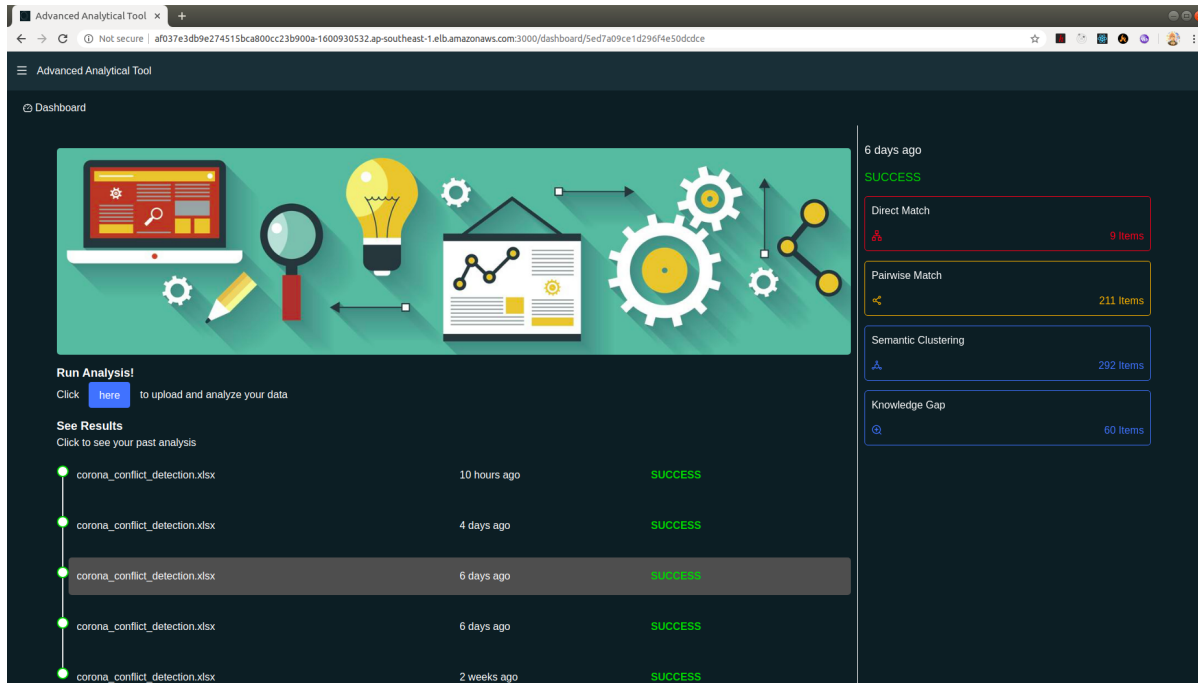 Advanced Analytical Tool
Not secure | af037e3db9e274515bca800cc23b900a-1600930532.ap-southeast-1.elb.amazonaws.com:3000/dashboard/5ed7a09ce1d296f4e50dcdce
Advanced Analytical Tool
Dashboard
Run Analysis!
Click here to upload and analyze your data
See Results
Click to see your past analysis
corona_conflict_detection.xlsx 10 hours ago SUCCESS
corona_conflict_detection.xlsx 4 days ago SUCCESS
corona_conflict_detection.xlsx 6 days ago SUCCESS
corona_conflict_detection.xlsx 6 days ago SUCCESS
corona_conflict_detection.xlsx 2 weeks ago SUCCESS
6 days ago
SUCCESS
Direct Match
9 Items
Pairwise Match
211 Items
Semantic Clustering
292 Items
Knowledge Gap
60 Items